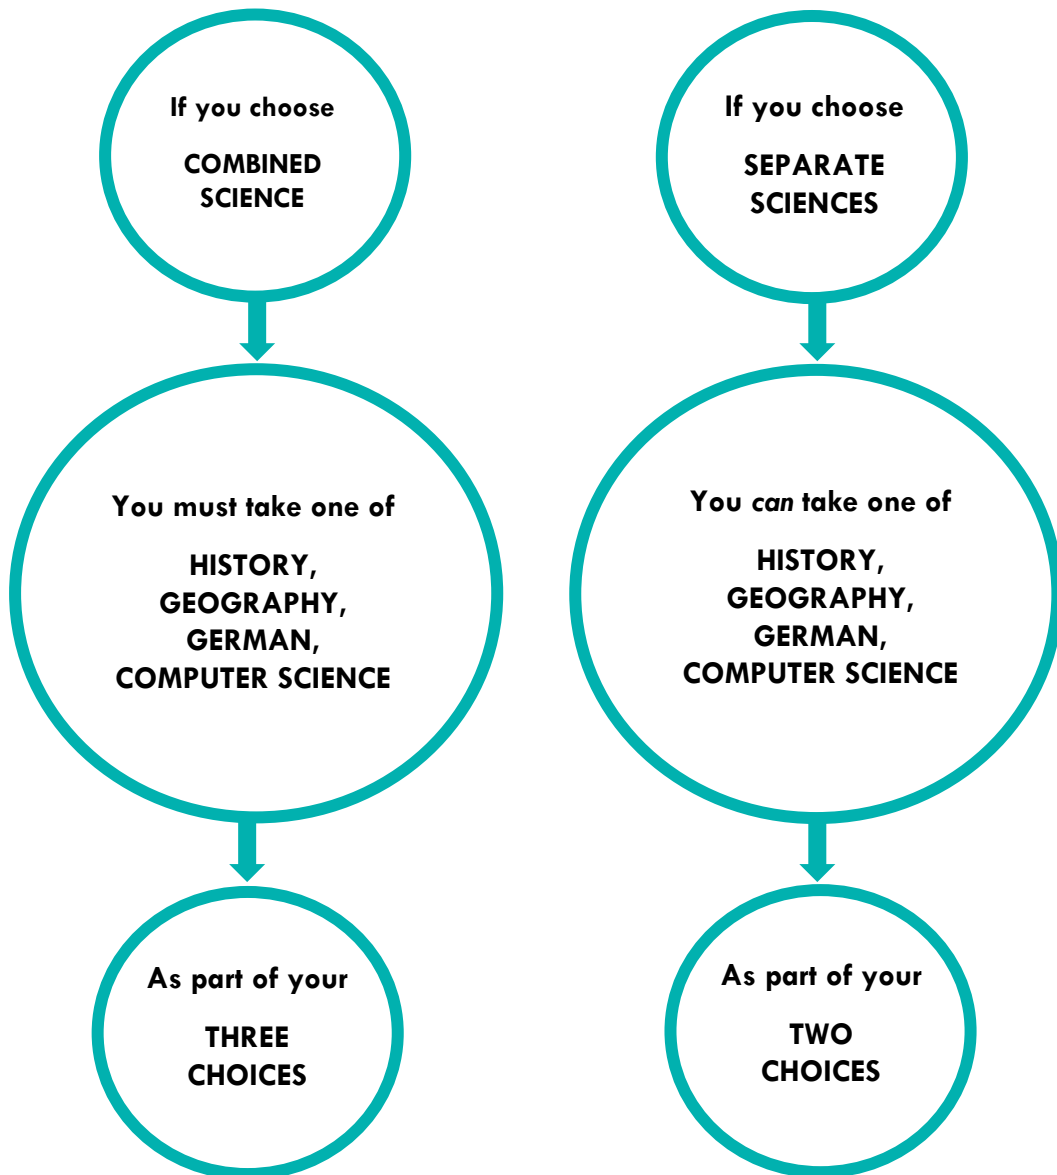 If you choose
COMBINED
SCIENCE
You must take one of
HISTORY,
GEOGRAPHY,
GERMAN,
COMPUTER SCIENCE
As part of your
THREE
CHOICES
If you choose
SEPARATE
SCIENCES
You can take one of
HISTORY,
GEOGRAPHY,
GERMAN,
COMPUTER SCIENCE
As part of your
TWO
CHOICES